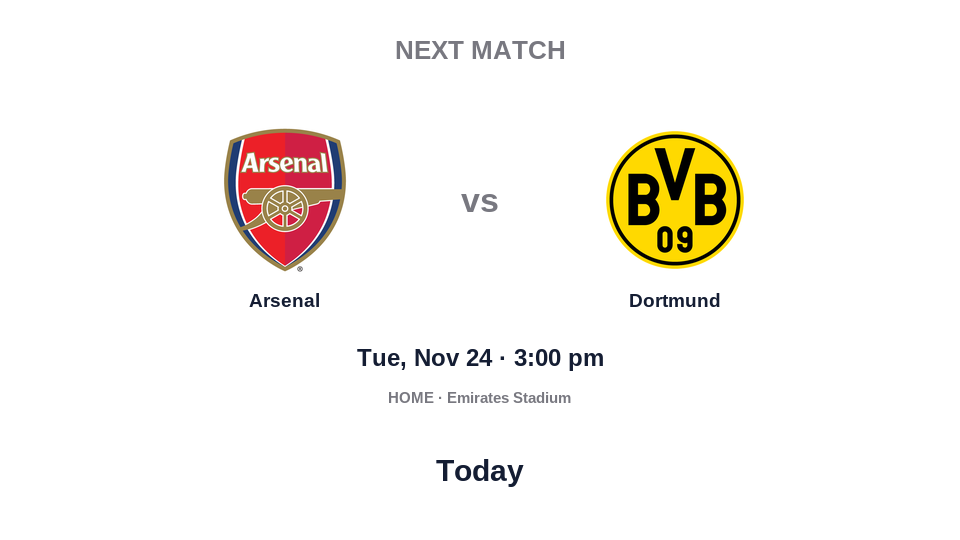 NEXT MATCH
Arsenal
vs
BVB
09
®
Arsenal
Dortmund
Tue, Nov 24 · 3:00 pm
HOME · Emirates Stadium
Today